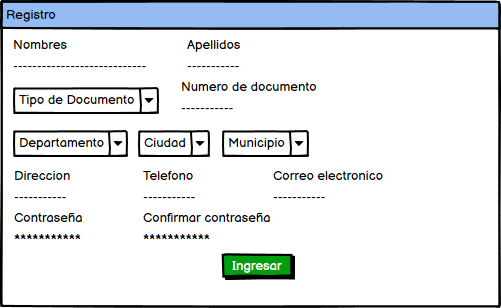 Registro
Nombres Apellidos
--------------------------- -----------
Tipo de Documento Numero de documento
-----------
Departamento Ciudad Municipio
Direccion Telefono Correo electronico
----------- ----------- -----------
Contraseña Confirmar contraseña
*********** ***********
Ingresar